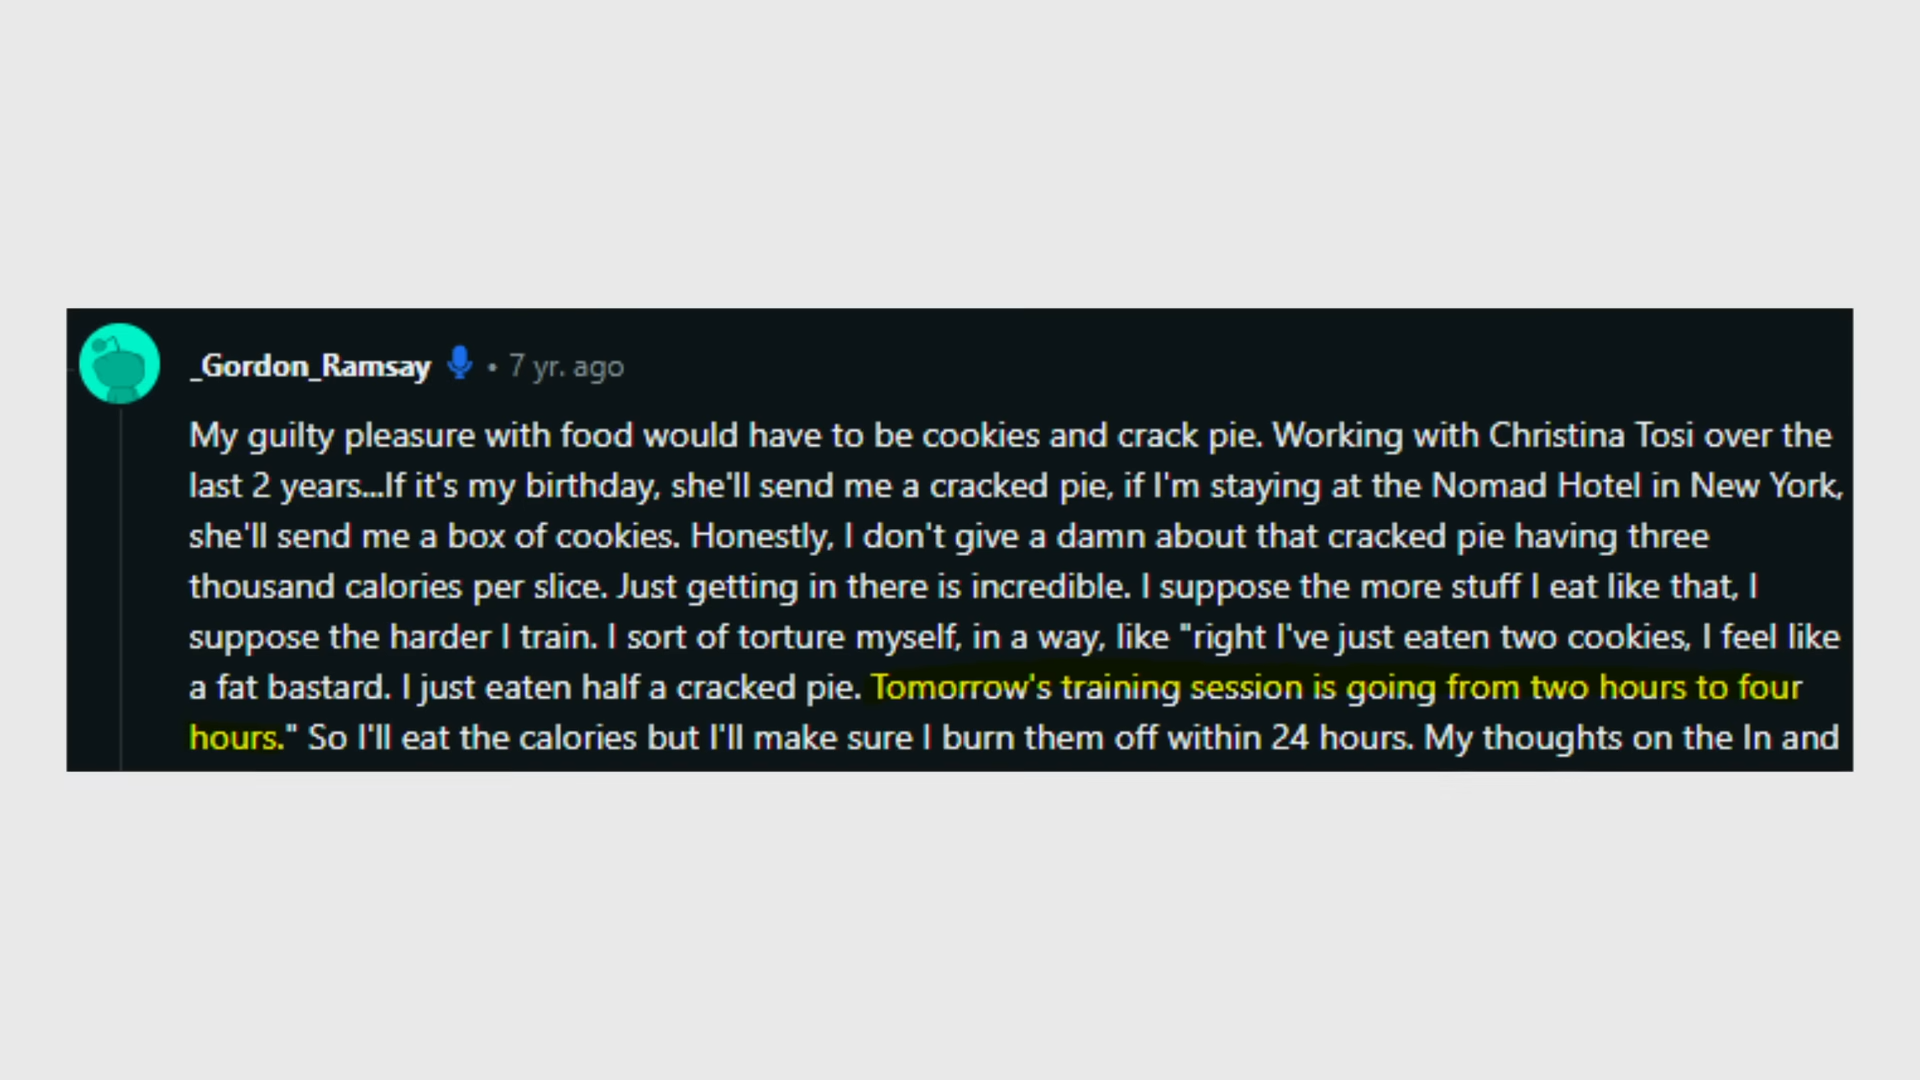 _Gordon_Ramsay • 7 yr. ago
My guilty pleasure with food would have to be cookies and crack pie. Working with Christina Tosi over the
last 2 years...If it's my birthday, she'll send me a cracked pie, if I'm staying at the Nomad Hotel in New York,
she'll send me a box of cookies. Honestly, I don't give a damn about that cracked pie having three
thousand calories per slice. Just getting in there is incredible. I suppose the more stuff I eat like that, I
suppose the harder I train. I sort of torture myself, in a way, like "right I've just eaten two cookies, I feel like
a fat bastard. I just eaten half a cracked pie. Tomorrow's training session is going from two hours to four
hours." So I'll eat the calories but I'll make sure I burn them off within 24 hours. My thoughts on the In and